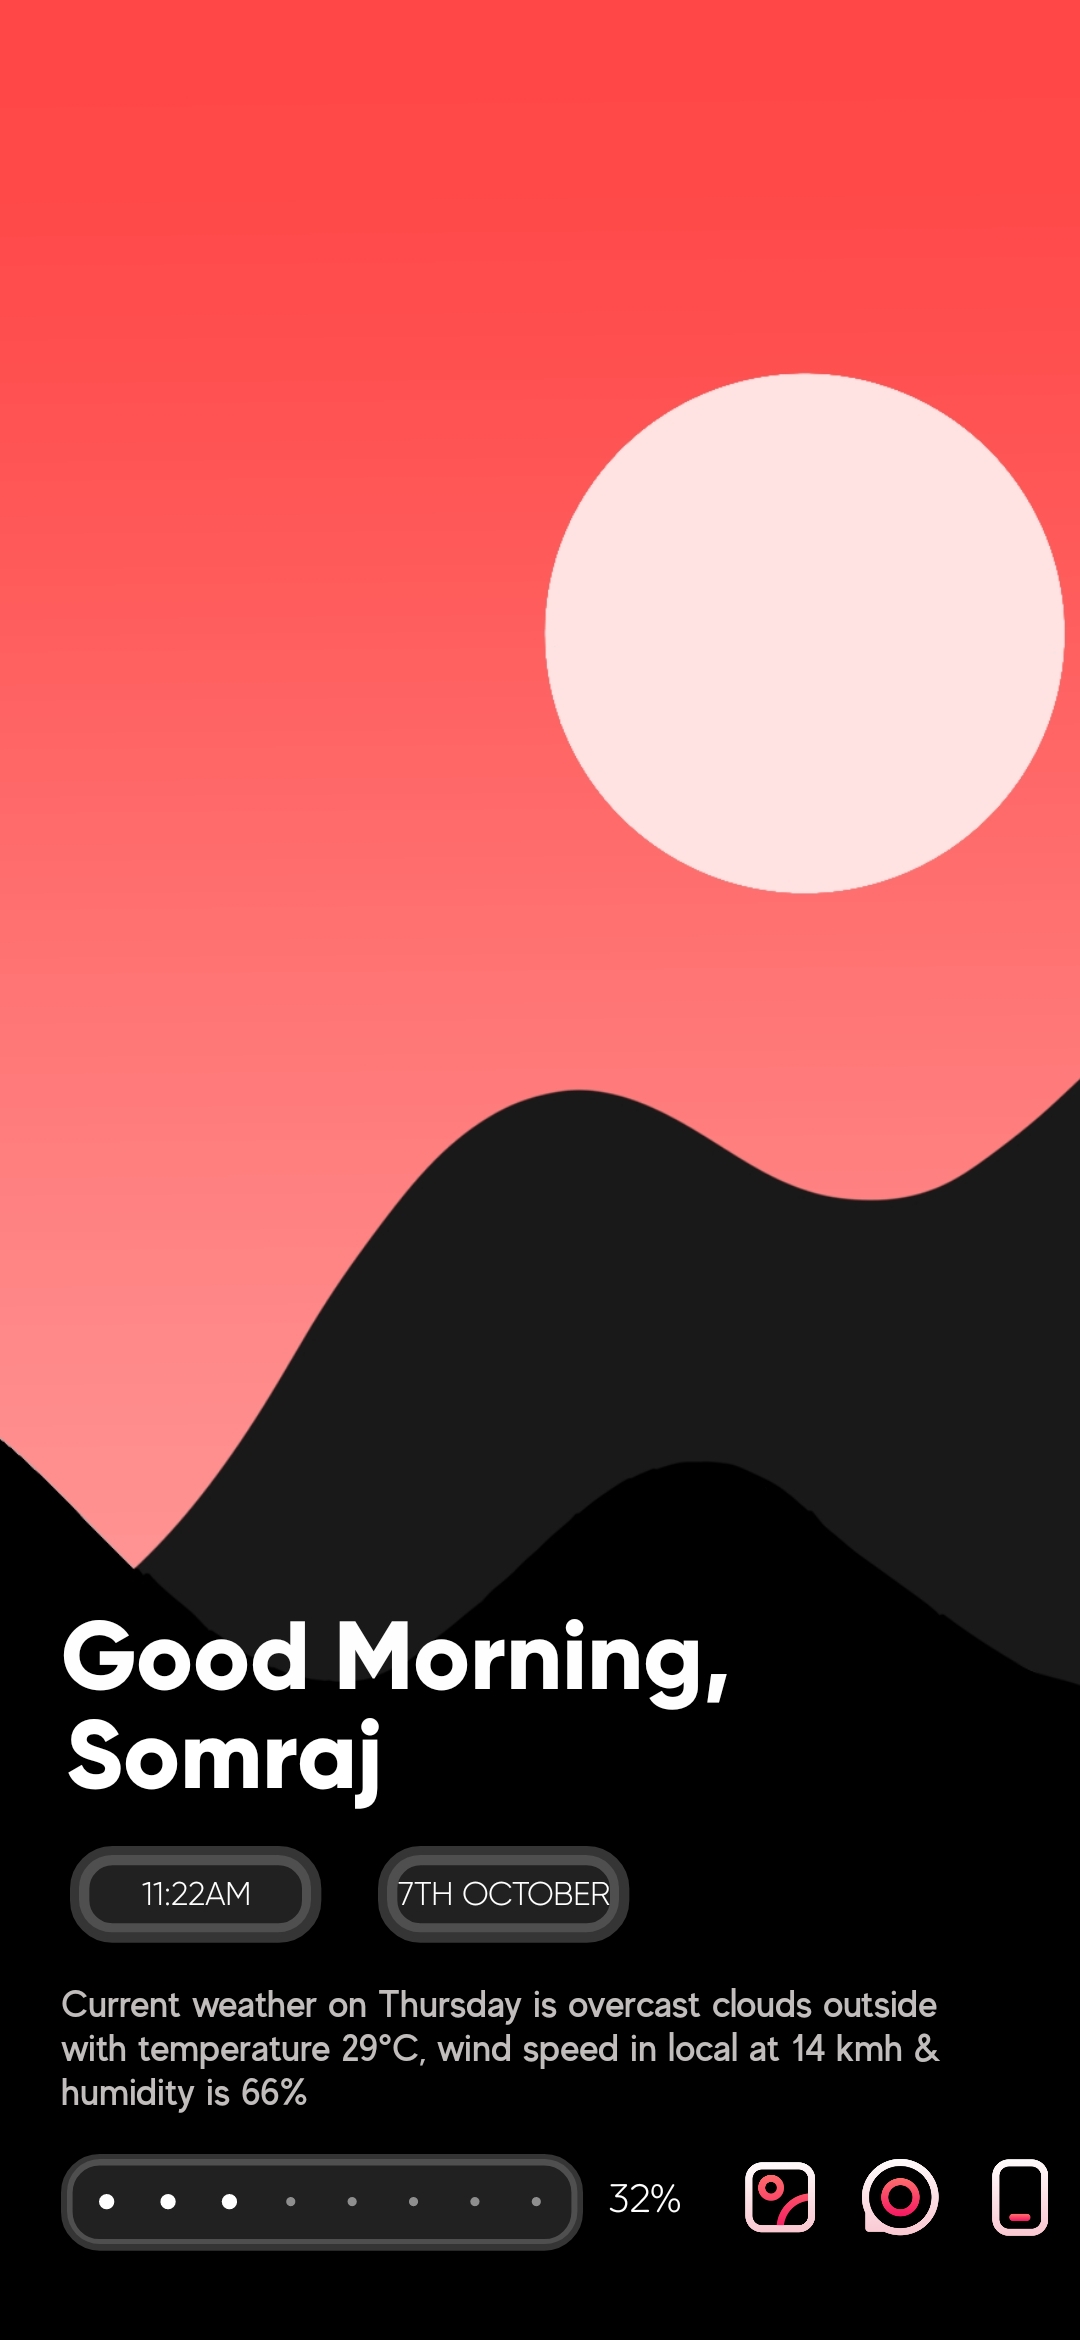 Good Morning,
Somraj
11:22AM
7TH OCTOBER
Current weather on Thursday is overcast clouds outside
with temperature 29°C, wind speed in local at 14 kmh &
humidity is 66%
32%